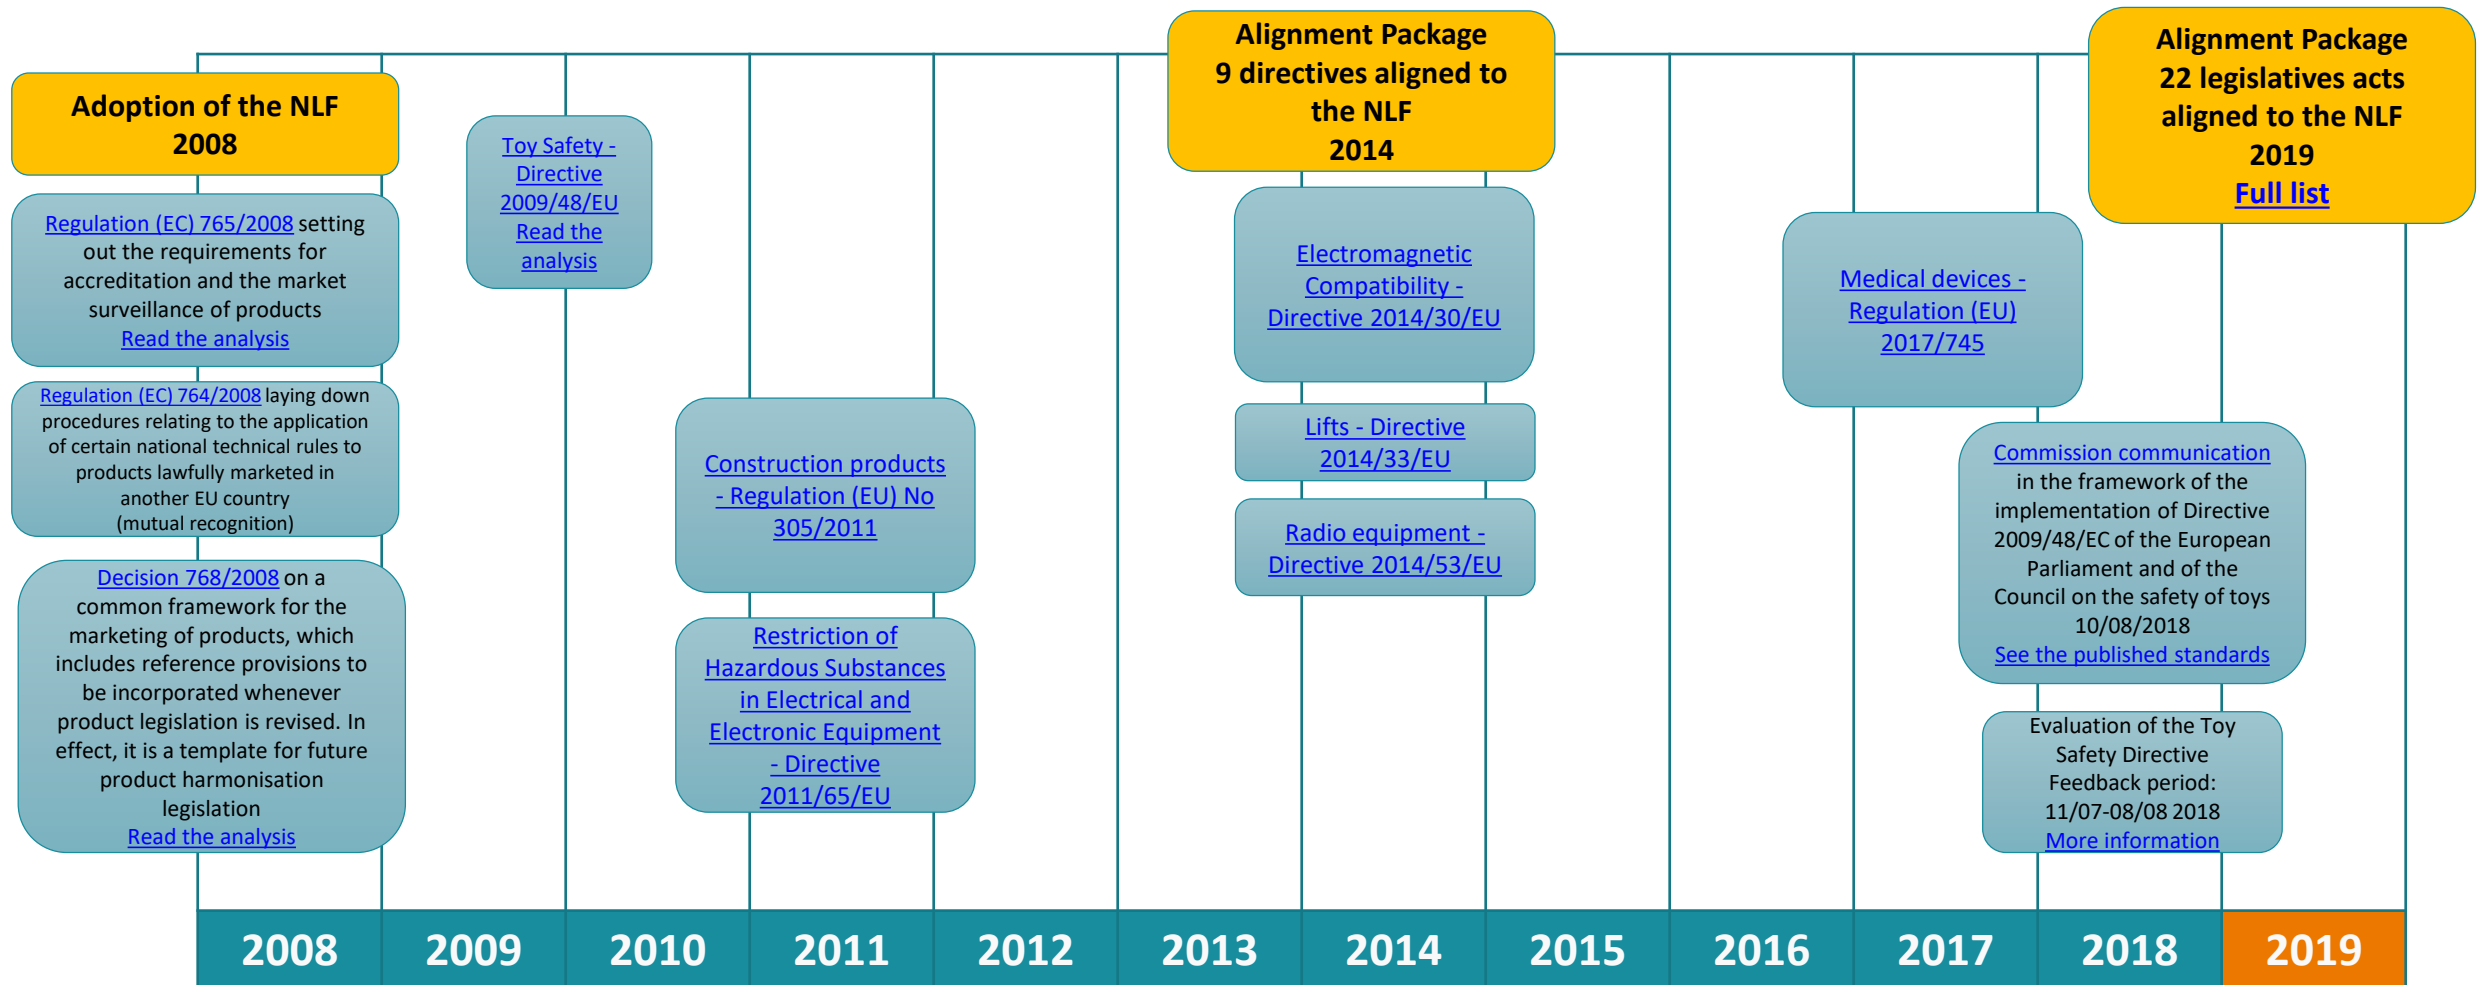 Adoption of the NLF
2008
Regulation (EC) 765/2008 setting
out the requirements for
accreditation and the market
surveillance of products
Read the analysis
Regulation (EC) 764/2008 laying down
procedures relating to the application
of certain national technical rules to
products lawfully marketed in
another EU country
(mutual recognition)
Decision 768/2008 on a
common framework for the
marketing of products, which
includes reference provisions to
be incorporated whenever
product legislation is revised. In
effect, it is a template for future
product harmonisation
legislation
Read the analysis
Toy Safety -
Directive
2009/48/EU
Read the
analysis
Construction products
- Regulation (EU) No
305/2011
Restriction of
Hazardous Substances
in Electrical and
Electronic Equipment
- Directive
2011/65/EU
Alignment Package
9 directives aligned to
the NLF
2014
Electromagnetic
Compatibility -
Directive 2014/30/EU
Lifts - Directive
2014/33/EU
Radio equipment -
Directive 2014/53/EU
Medical devices -
Regulation (EU)
2017/745
Alignment Package
22 legislatives acts
aligned to the NLF
2019
Full list
Commission communication
in the framework of the
implementation of Directive
2009/48/EC of the European
Parliament and of the
Council on the safety of toys
10/08/2018
See the published standards
Evaluation of the Toy
Safety Directive
Feedback period:
11/07-08/08 2018
More information
2008
2009
2010
2011
2012
2013
2014
2015
2016
2017
2018
2019